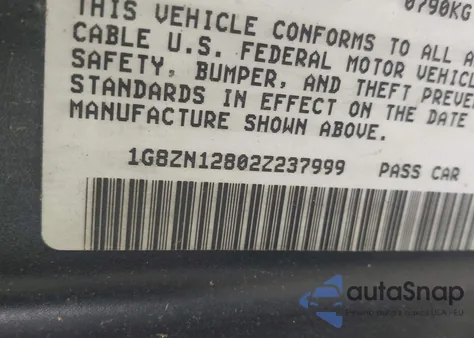 0790KG
THIS VEHICLE CONFORMS TO ALL A
CABLE U.S. FEDERAL MOTOR VEHICL
SAFETY, BUMPER, AND THEFT PREVE
STANDARDS IN EFFECT ON THE DATE
MANUFACTURE SHOWN ABOVE.
1G8ZN12802Z237999 PASS CAR
autaSnap